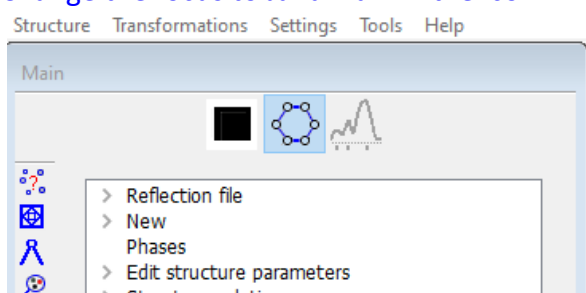 Structure Transformations Settings Tools Help
Main
Reflection file
New
Phases
Edit structure parameters